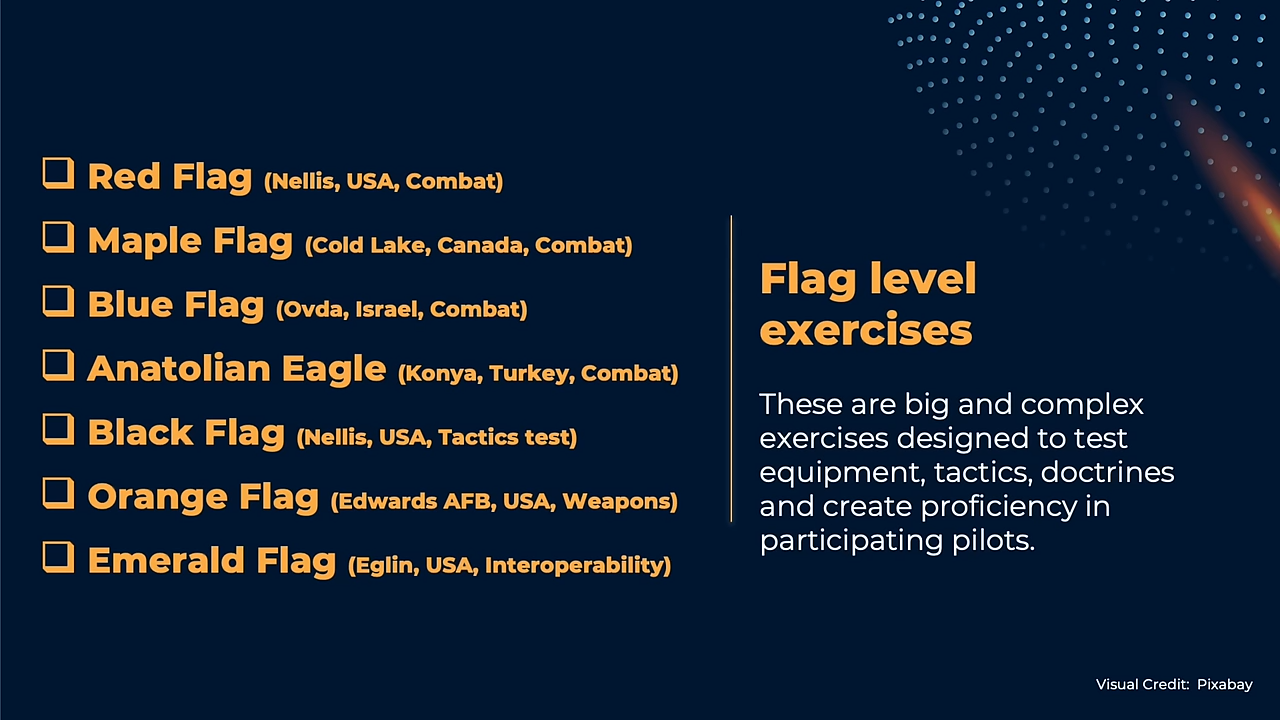 ❑ Red Flag (Nellis, USA, Combat)
❑ Maple Flag (Cold Lake, Canada, Combat)
❑ Blue Flag (Ovda, Israel, Combat)
❑ Anatolian Eagle (Konya, Turkey, Combat)
❑ Black Flag (Nellis, USA, Tactics test)
❑ Orange Flag (Edwards AFB, USA, Weapons)
❑ Emerald Flag (Eglin, USA, Interoperability)
Flag level
exercises
These are big and complex
exercises designed to test
equipment, tactics, doctrines
and create proficiency in
participating pilots.
Visual Credit: Pixabay